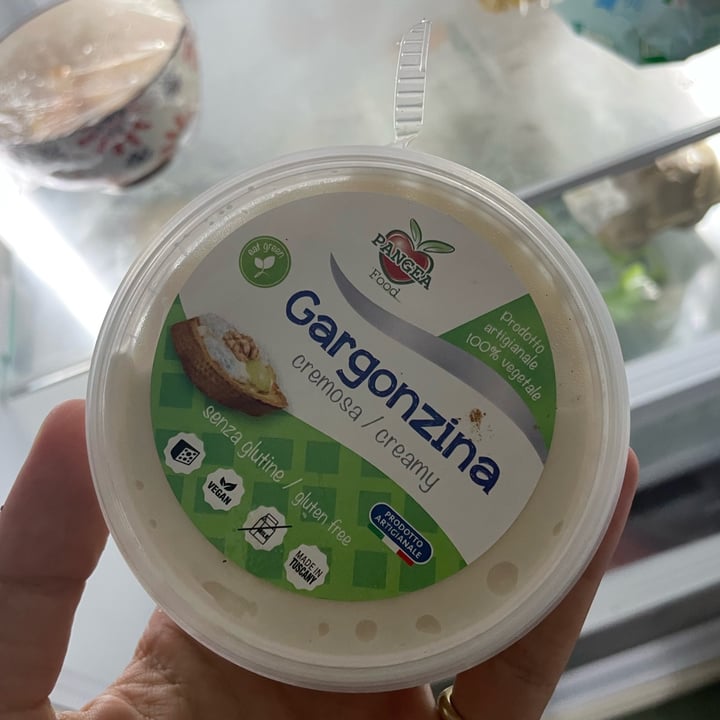 PANGEA
Food
eat green
prodotto
artigianale
100% vegetale
Gargonzina
cremosa / creamy
senza glutine / gluten free
VEGAN
MADE IN
TUSCANY
PRODOTTO
ARTIGIANALE